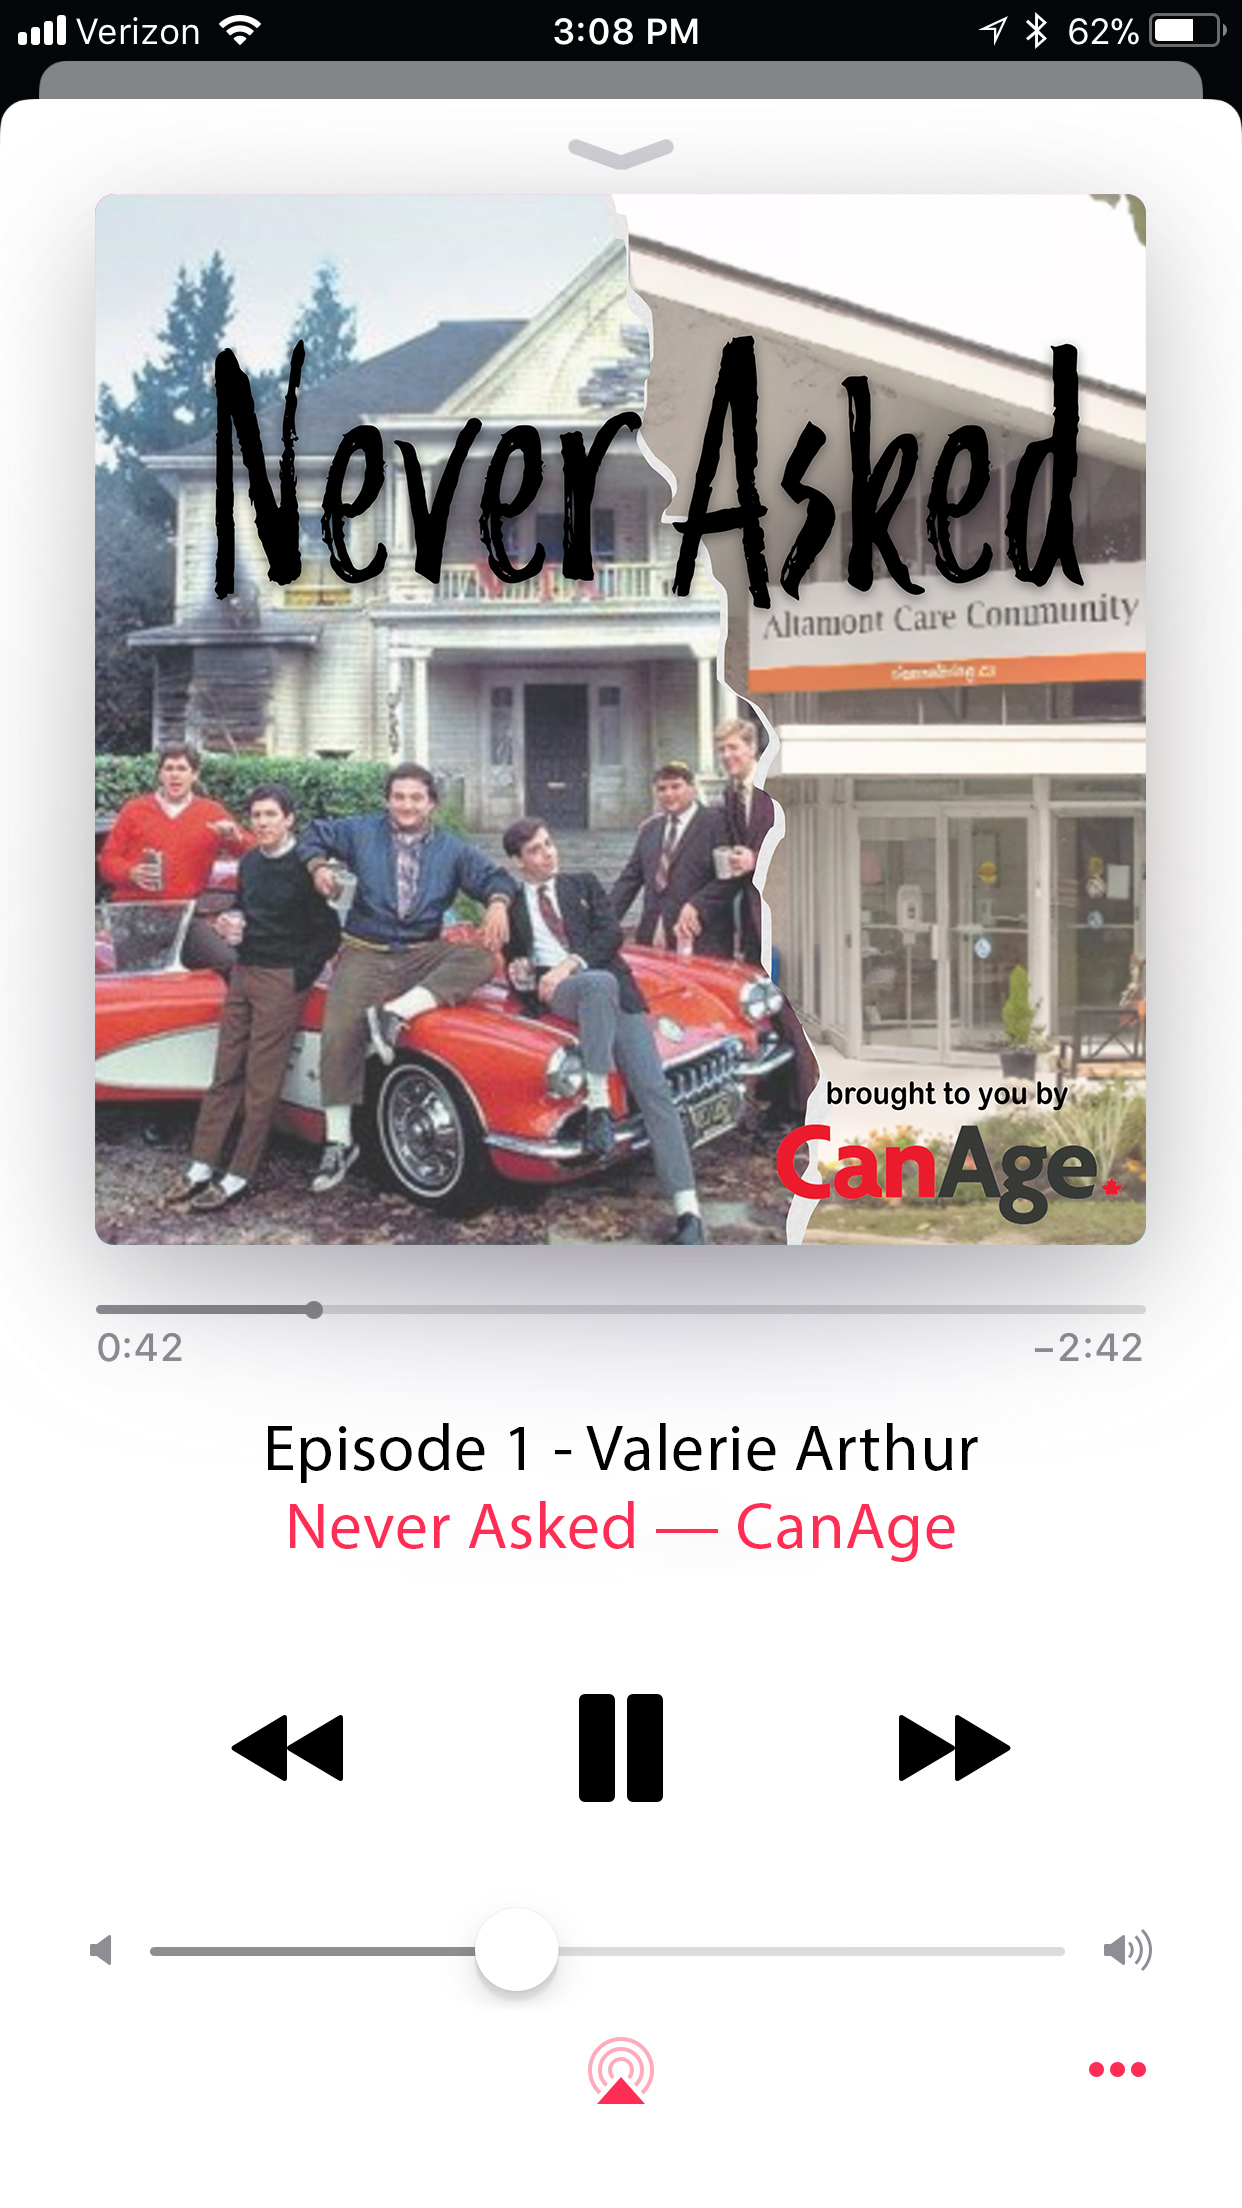 Verizon 3:08 PM 62%
Never Asked
Altamont Care Community
brought to you by
CanAge
0:42 -2:42
Episode 1 - Valerie Arthur
Never Asked — CanAge